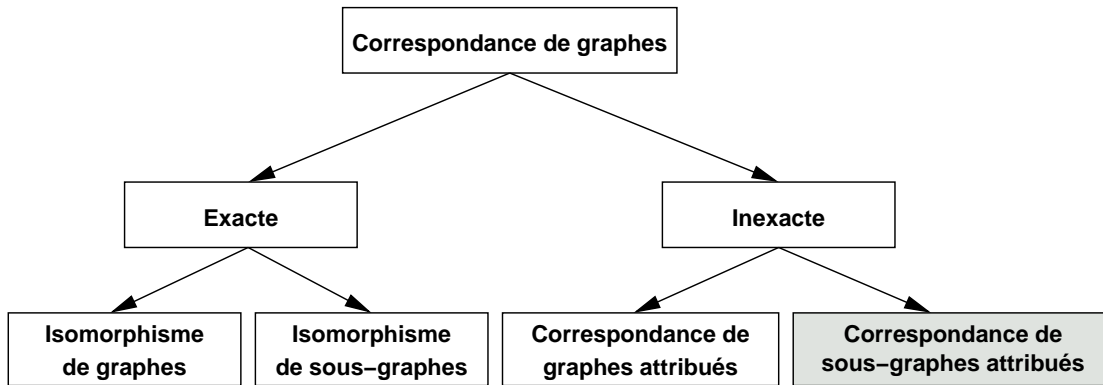 Correspondance de graphes
Exacte
Inexacte
Isomorphisme
de graphes
Isomorphisme
de sous−graphes
Correspondance de
graphes attribués
Correspondance de
sous−graphes attribués